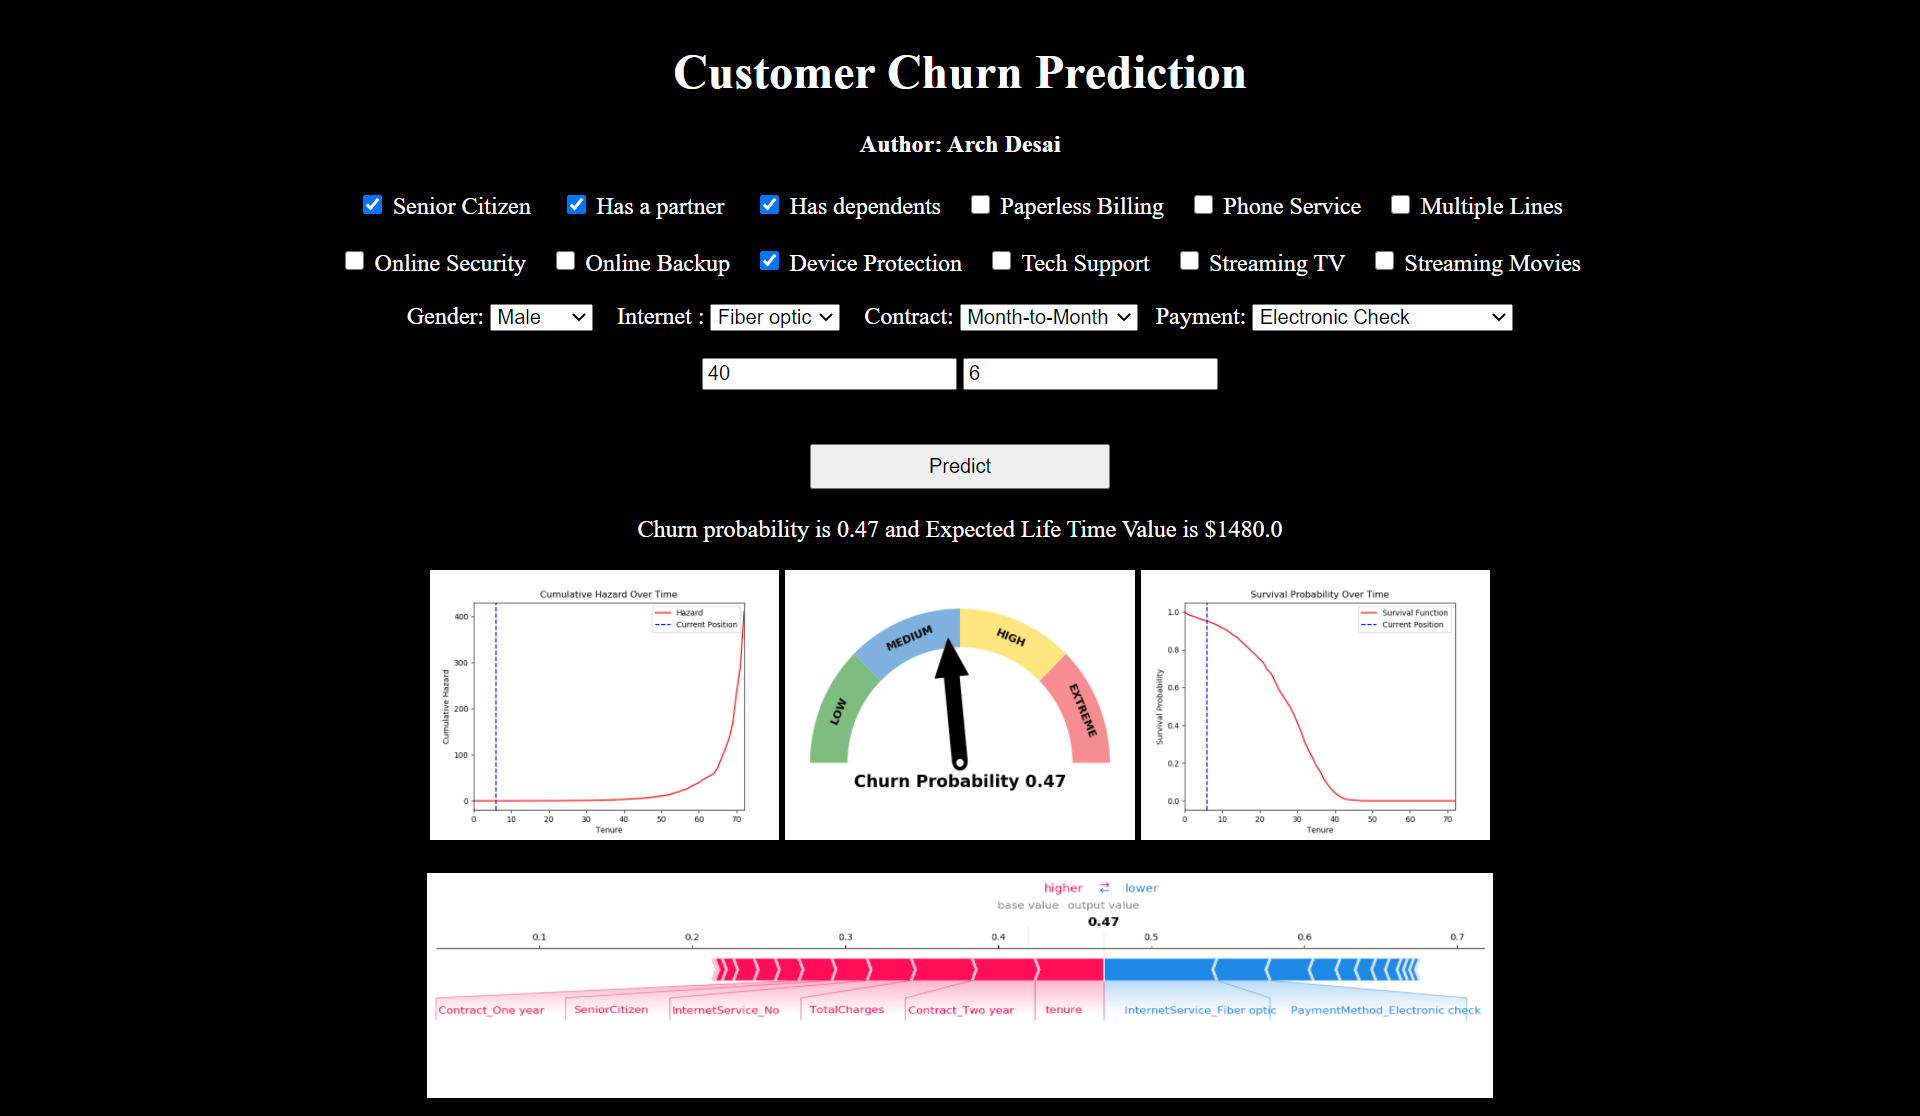 Customer Churn Prediction
Author: Arch Desai
Senior Citizen Has a partner Has dependents Paperless Billing Phone Service Multiple Lines
Online Security Online Backup Device Protection Tech Support Streaming TV Streaming Movies
Gender: Male Internet : Fiber optic Contract: Month-to-Month Payment: Electronic Check
40 6
Predict
Churn probability is 0.47 and Expected Life Time Value is $1480.0
Cumulative Hazard Over Time
Hazard
Current Position
Cumulative Hazard
400
300
200
100
0
0 10 20 30 40 50 60 70
Tenure
LOW
MEDIUM
HIGH
EXTREME
Churn Probability 0.47
Survival Probability Over Time
Survival Function
Current Position
Survival Probability
1.0
0.8
0.6
0.4
0.2
0.0
0 10 20 30 40 50 60 70
Tenure
higher ⇄ lower
base value output value
0.47
0.1 0.2 0.3 0.4 0.5 0.6 0.7
Contract_One year SeniorCitizen InternetService_No TotalCharges Contract_Two year tenure InternetService_Fiber optic PaymentMethod_Electronic check